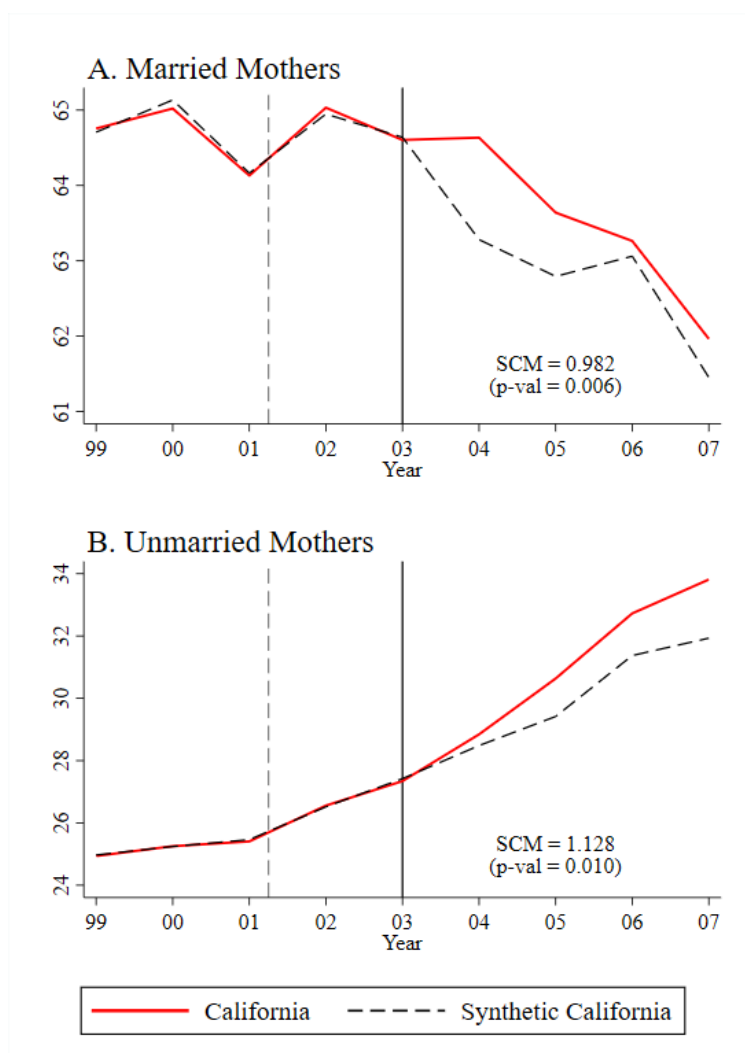 A. Married Mothers
65
64
63
62
61
SCM = 0.982
(p-val = 0.006)
99 00 01 02 03 04 05 06 07
Year
B. Unmarried Mothers
34
32
30
28
26
24
SCM = 1.128
(p-val = 0.010)
99 00 01 02 03 04 05 06 07
Year
California Synthetic California